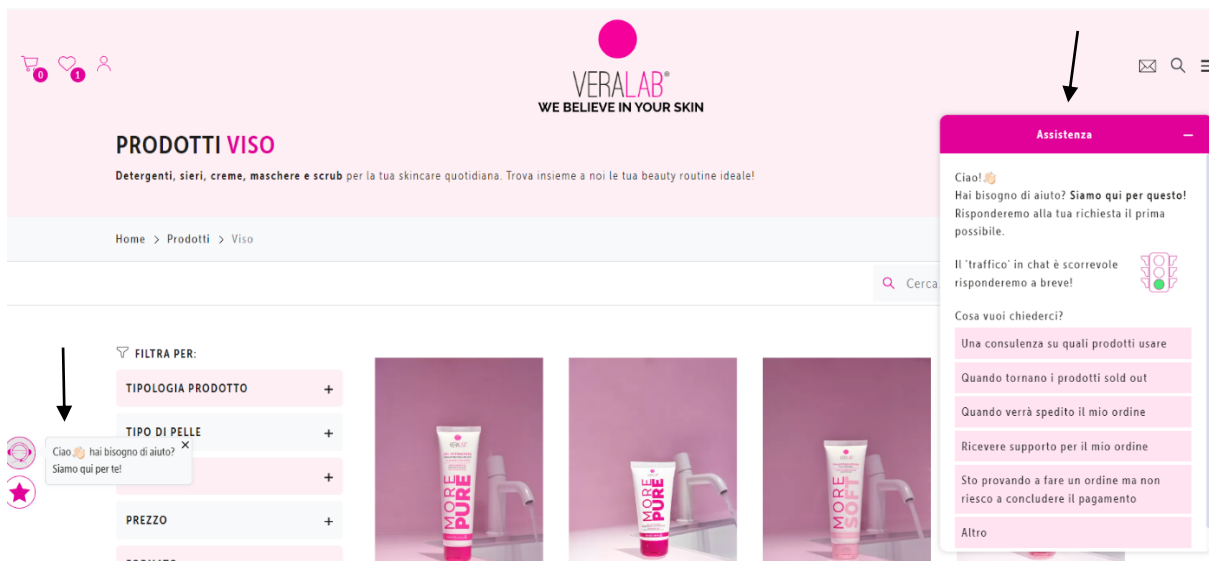 0
1
VERALAB®
WE BELIEVE IN YOUR SKIN
PRODOTTI VISO
Detergenti, sieri, creme, maschere e scrub per la tua skincare quotidiana. Trova insieme a noi le tua beauty routine ideale!
Home > Prodotti > Viso
Cerca
FILTRA PER:
TIPOLOGIA PRODOTTO +
TIPO DI PELLE +
+
PREZZO +
Ciao!👋🏻 hai bisogno di aiuto? ×
Siamo qui per te!
MORE
PURE
MORE
PURE
MORE
SOFT
Assistenza –
Ciao!👋🏻
Hai bisogno di aiuto? Siamo qui per questo!
Risponderemo alla tua richiesta il prima
possibile.
Il 'traffico' in chat è scorrevole
risponderemo a breve!
Cosa vuoi chiederci?
Una consulenza su quali prodotti usare
Quando tornano i prodotti sold out
Quando verrà spedito il mio ordine
Ricevere supporto per il mio ordine
Sto provando a fare un ordine ma non
riesco a concludere il pagamento
Altro